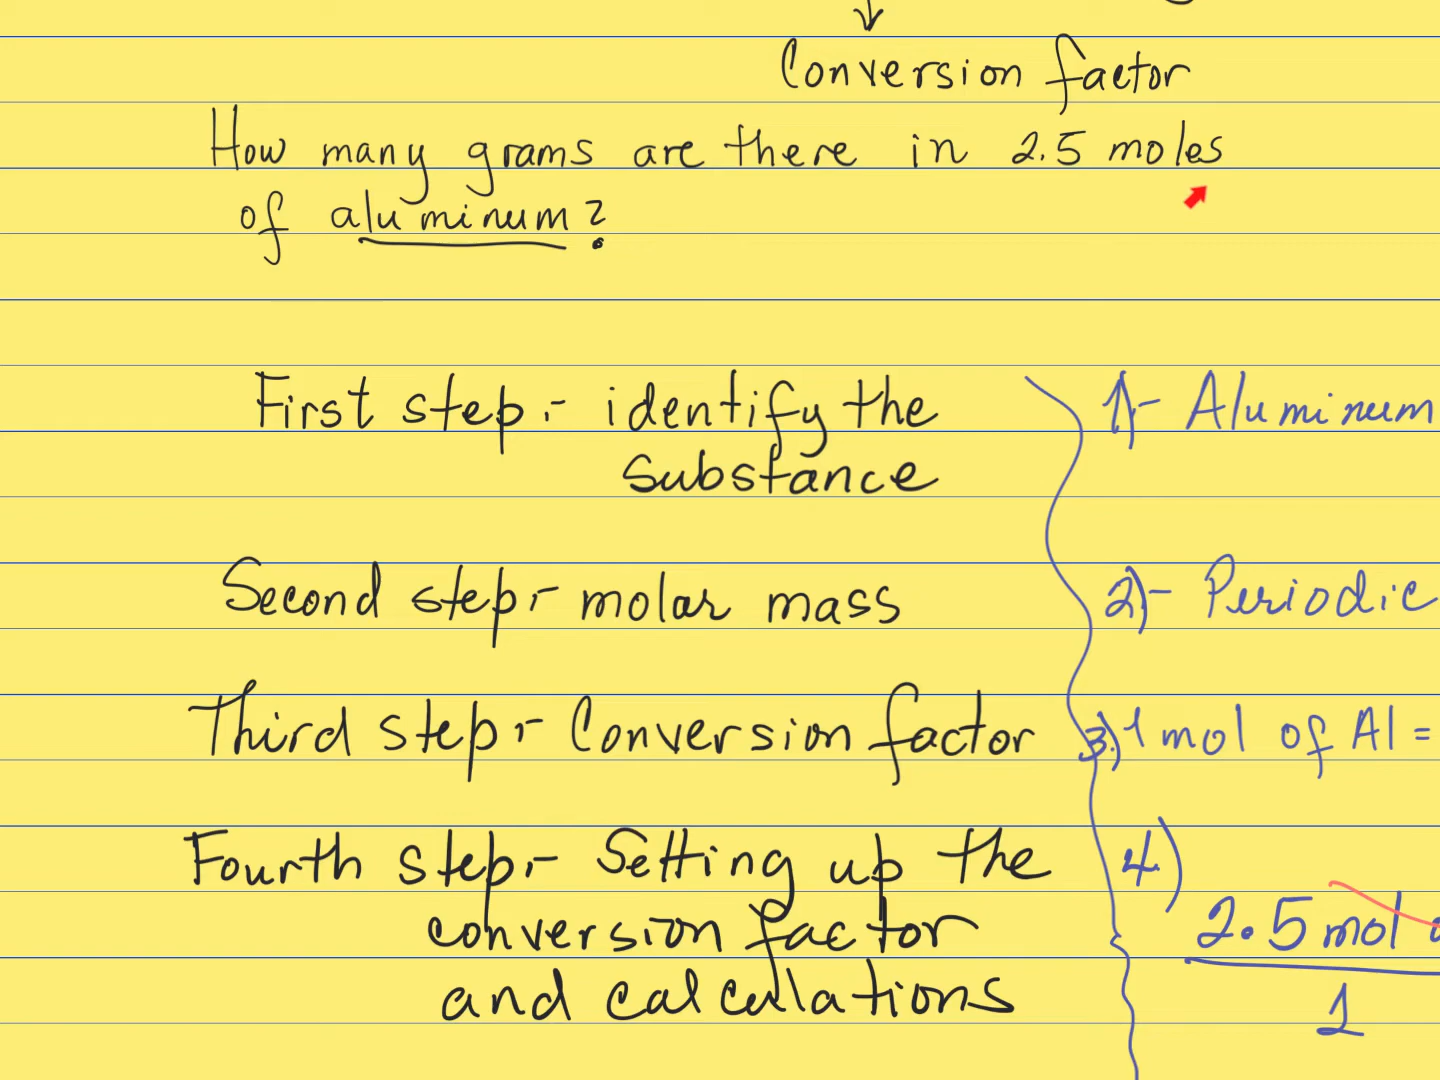 Conversion factor
How many grams are there in 2.5 moles
of aluminum?
First step:- identify the
substance
1)- Aluminum
Second step:- molar mass
2)- Periodic
Third step:- Conversion factor
3) 1 mol of Al =
Fourth step:- Setting up the
conversion factor
and calculations
4)
2.5 mol
1